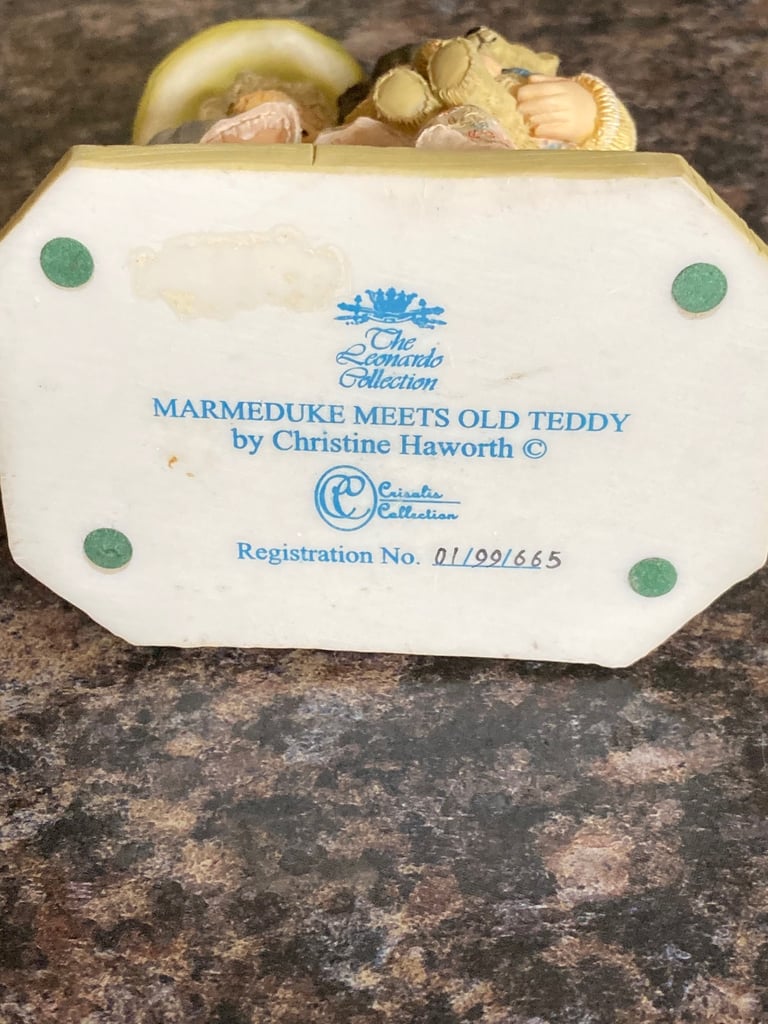 The
Leonardo
Collection
MARMEDUKE MEETS OLD TEDDY
by Christine Haworth ©
Crisalis
Collection
Registration No. 01/99/665